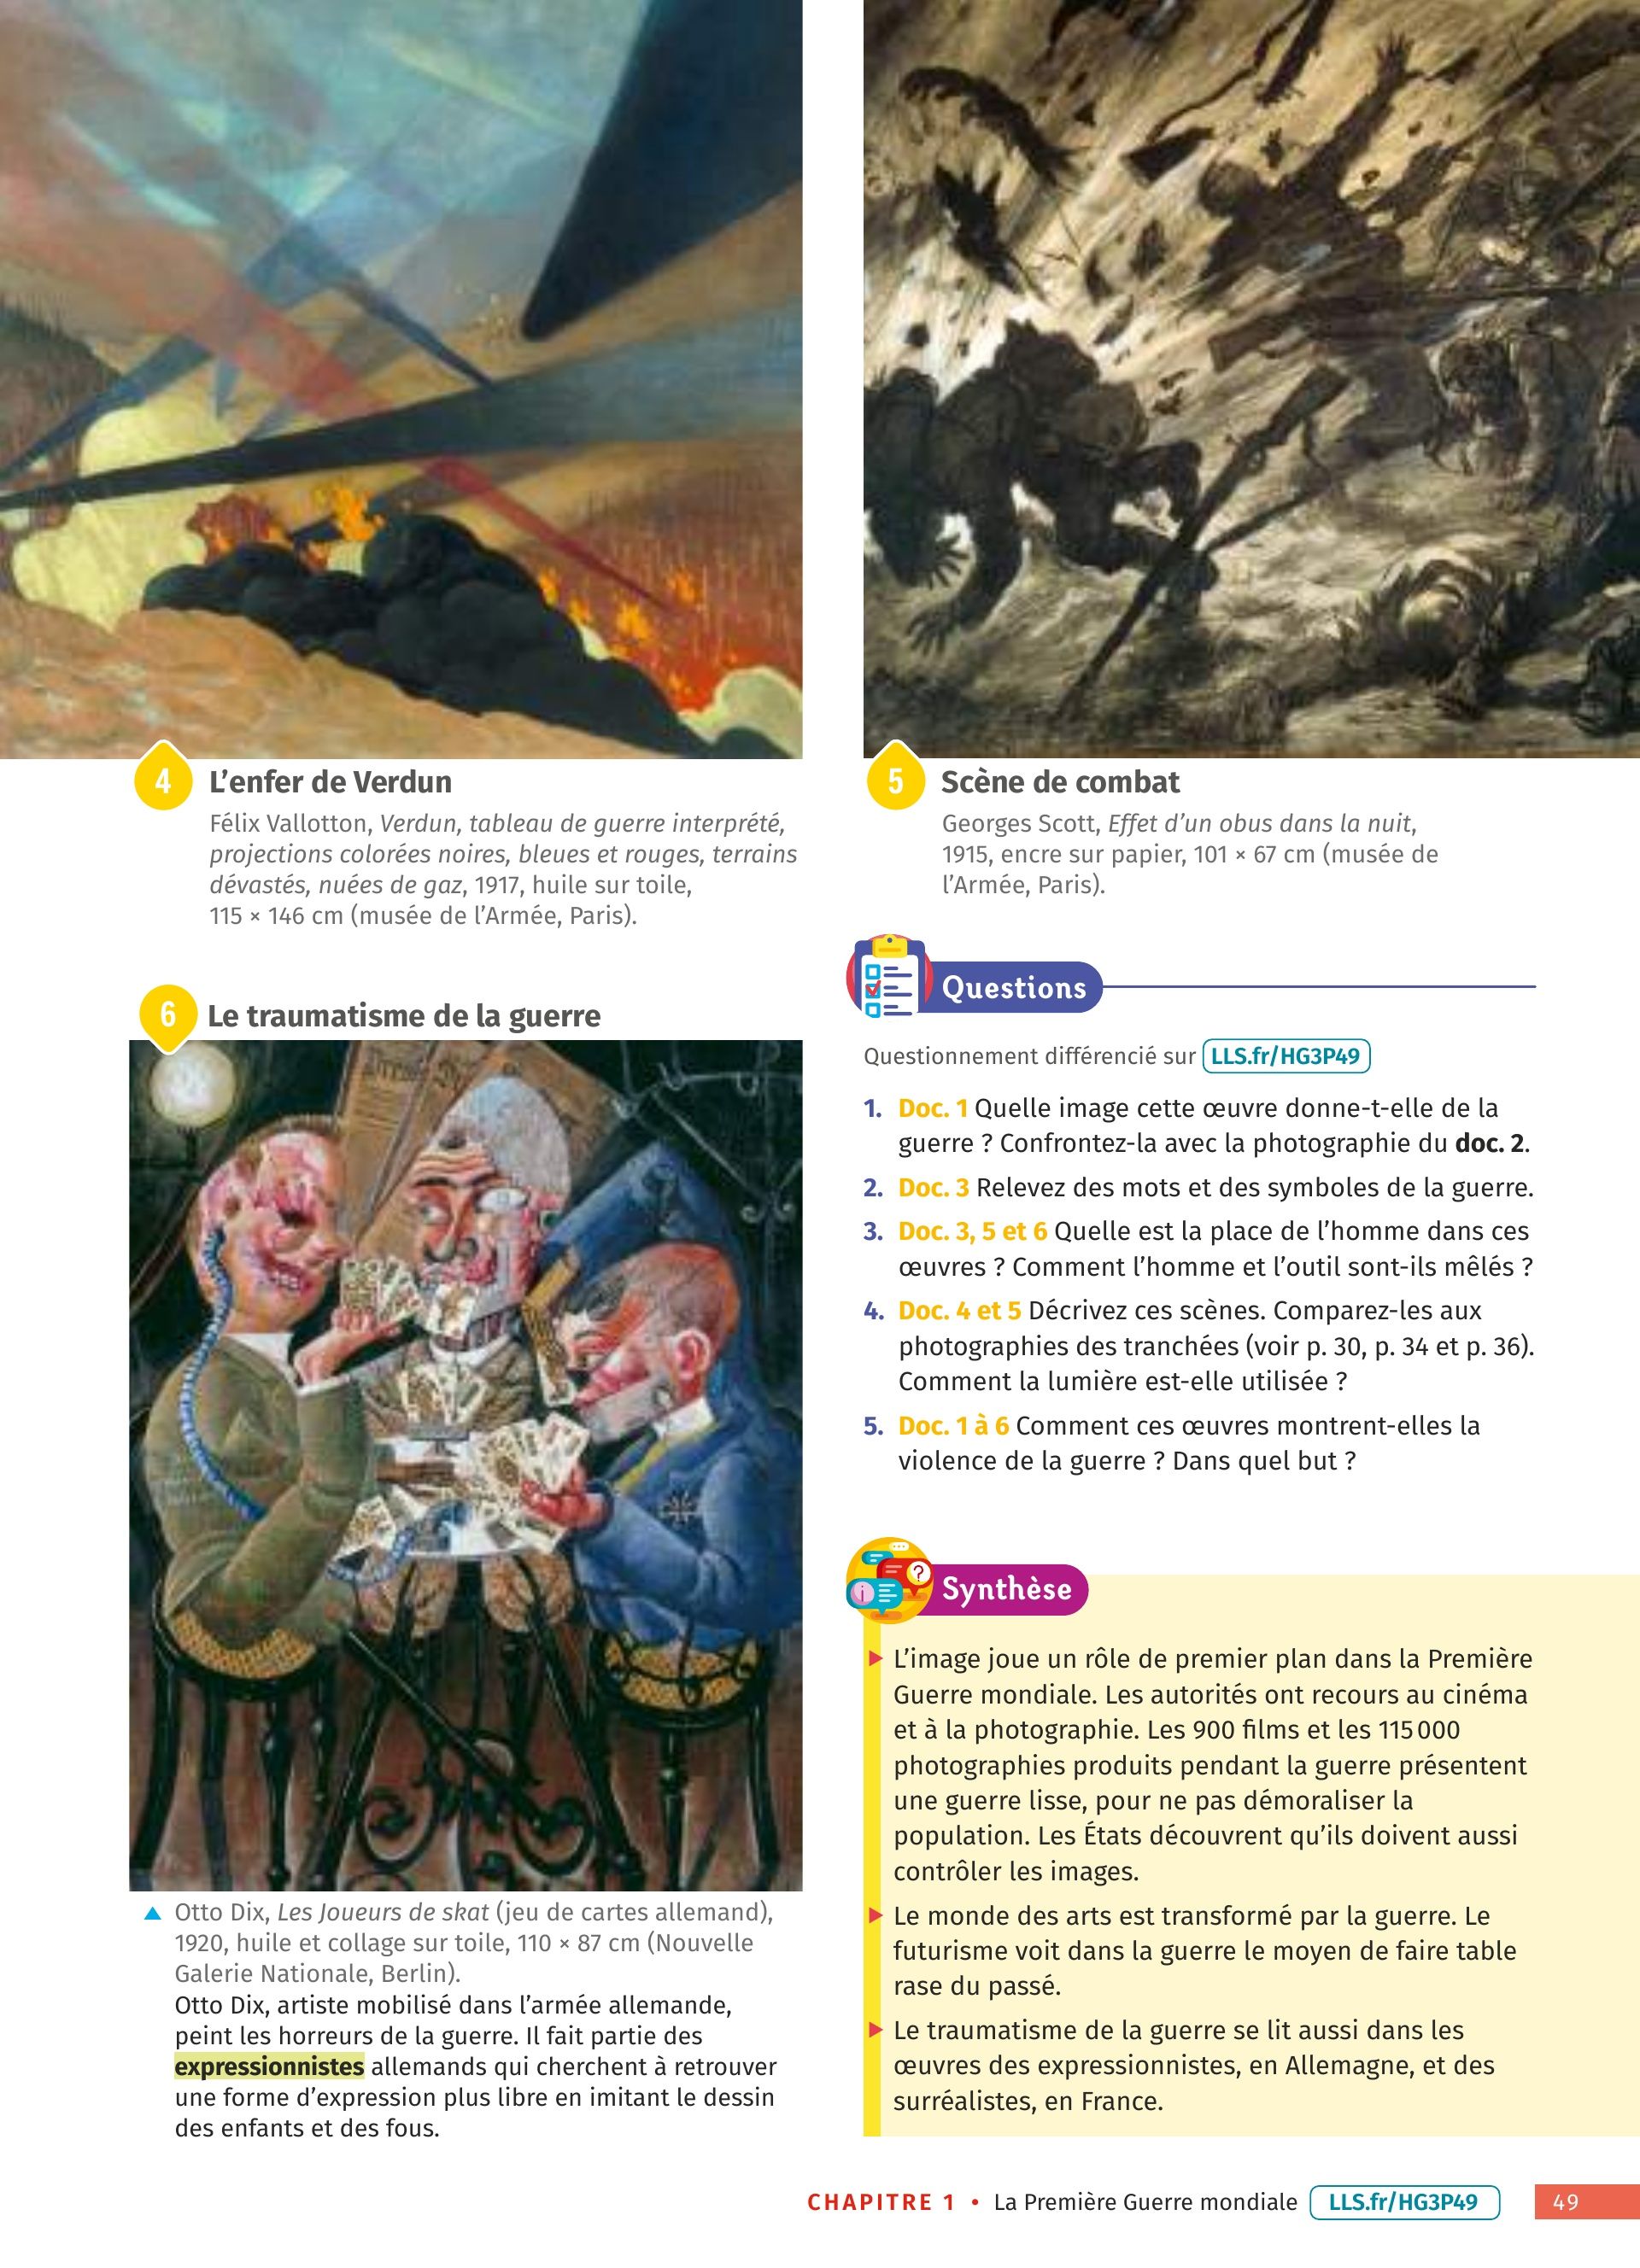 4
L'enfer de Verdun
Félix Vallotton, Verdun, tableau de guerre interprété,
projections colorées noires, bleues et rouges, terrains
dévastés, nuées de gaz, 1917, huile sur toile,
115 × 146 cm (musée de l'Armée, Paris).
5
Scène de combat
Georges Scott, Effet d'un obus dans la nuit,
1915, encre sur papier, 101 × 67 cm (musée de
l'Armée, Paris).
6
Le traumatisme de la guerre
Otto Dix, Les Joueurs de skat (jeu de cartes allemand),
1920, huile et collage sur toile, 110 × 87 cm (Nouvelle
Galerie Nationale, Berlin).
Otto Dix, artiste mobilisé dans l'armée allemande,
peint les horreurs de la guerre. Il fait partie des
expressionnistes allemands qui cherchent à retrouver
une forme d'expression plus libre en imitant le dessin
des enfants et des fous.
Questions
Questionnement différencié sur LLS.fr/HG3P49
1. Doc. 1 Quelle image cette œuvre donne-t-elle de la
guerre ? Confrontez-la avec la photographie du doc. 2.
2. Doc. 3 Relevez des mots et des symboles de la guerre.
3. Doc. 3, 5 et 6 Quelle est la place de l'homme dans ces
œuvres ? Comment l'homme et l'outil sont-ils mêlés ?
4. Doc. 4 et 5 Décrivez ces scènes. Comparez-les aux
photographies des tranchées (voir p. 30, p. 34 et p. 36).
Comment la lumière est-elle utilisée ?
5. Doc. 1 à 6 Comment ces œuvres montrent-elles la
violence de la guerre ? Dans quel but ?
Synthèse
L'image joue un rôle de premier plan dans la Première
Guerre mondiale. Les autorités ont recours au cinéma
et à la photographie. Les 900 films et les 115 000
photographies produits pendant la guerre présentent
une guerre lisse, pour ne pas démoraliser la
population. Les États découvrent qu'ils doivent aussi
contrôler les images.
Le monde des arts est transformé par la guerre. Le
futurisme voit dans la guerre le moyen de faire table
rase du passé.
Le traumatisme de la guerre se lit aussi dans les
œuvres des expressionnistes, en Allemagne, et des
surréalistes, en France.
CHAPITRE 1 • La Première Guerre mondiale LLS.fr/HG3P49 49